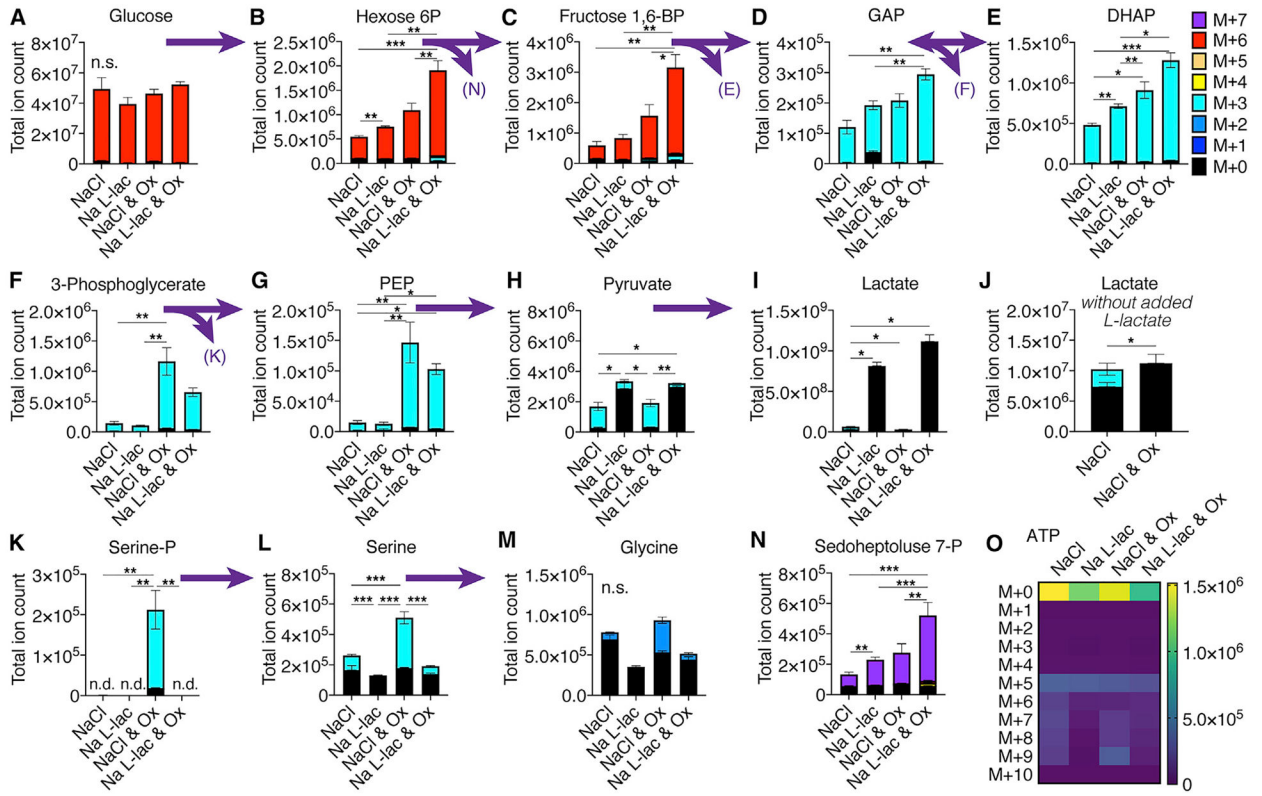 A Glucose
Total ion count
8×10⁷
6×10⁷
4×10⁷
2×10⁷
0
n.s.
NaCl
Na L-lac
NaCl & Ox
Na L-lac & Ox
B Hexose 6P
Total ion count
2.5×10⁶
2.0×10⁶
1.5×10⁶
1.0×10⁶
5.0×10⁵
0.0
**
***
**
**
(N)
NaCl
Na L-lac
NaCl & Ox
Na L-lac & Ox
C Fructose 1,6-BP
Total ion count
4×10⁶
3×10⁶
2×10⁶
1×10⁶
0
**
**
*
(E)
NaCl
Na L-lac
NaCl & Ox
Na L-lac & Ox
D GAP
Total ion count
4×10⁵
3×10⁵
2×10⁵
1×10⁵
0
**
**
(F)
NaCl
Na L-lac
NaCl & Ox
Na L-lac & Ox
E DHAP
Total ion count
1.5×10⁶
1.0×10⁶
5.0×10⁵
0.0
*
***
**
*
**
NaCl
Na L-lac
NaCl & Ox
Na L-lac & Ox
M+7
M+6
M+5
M+4
M+3
M+2
M+1
M+0
F 3-Phosphoglycerate
Total ion count
2.0×10⁶
1.5×10⁶
1.0×10⁶
5.0×10⁵
0.0
**
**
(K)
NaCl
Na L-lac
NaCl & Ox
Na L-lac & Ox
G PEP
Total ion count
2.0×10⁵
1.5×10⁵
1.0×10⁵
5.0×10⁴
0.0
*
**
*
**
NaCl
Na L-lac
NaCl & Ox
Na L-lac & Ox
H Pyruvate
Total ion count
8×10⁶
6×10⁶
4×10⁶
2×10⁶
0
*
* * **
NaCl
Na L-lac
NaCl & Ox
Na L-lac & Ox
I Lactate
Total ion count
1.5×10⁹
1.0×10⁹
5.0×10⁸
0.0
*
*
*
NaCl
Na L-lac
NaCl & Ox
Na L-lac & Ox
J Lactate
without added
L-lactate
Total ion count
2.0×10⁷
1.5×10⁷
1.0×10⁷
5.0×10⁶
0.0
*
NaCl
NaCl & Ox
K Serine-P
Total ion count
3×10⁵
2×10⁵
1×10⁵
0
**
** **
n.d. n.d. n.d.
NaCl
Na L-lac
NaCl & Ox
Na L-lac & Ox
L Serine
Total ion count
8×10⁵
6×10⁵
4×10⁵
2×10⁵
0
***
*** *** ***
NaCl
Na L-lac
NaCl & Ox
Na L-lac & Ox
M Glycine
Total ion count
1.5×10⁶
1.0×10⁶
5.0×10⁵
0.0
n.s.
NaCl
Na L-lac
NaCl & Ox
Na L-lac & Ox
N Sedoheptoluse 7-P
Total ion count
8×10⁵
6×10⁵
4×10⁵
2×10⁵
0
***
***
**
**
NaCl
Na L-lac
NaCl & Ox
Na L-lac & Ox
O ATP
NaCl
Na L-lac
NaCl & Ox
Na L-lac & Ox
M+0
M+1
M+2
M+3
M+4
M+5
M+6
M+7
M+8
M+9
M+10
1.5×10⁶
1.0×10⁶
5.0×10⁵
0